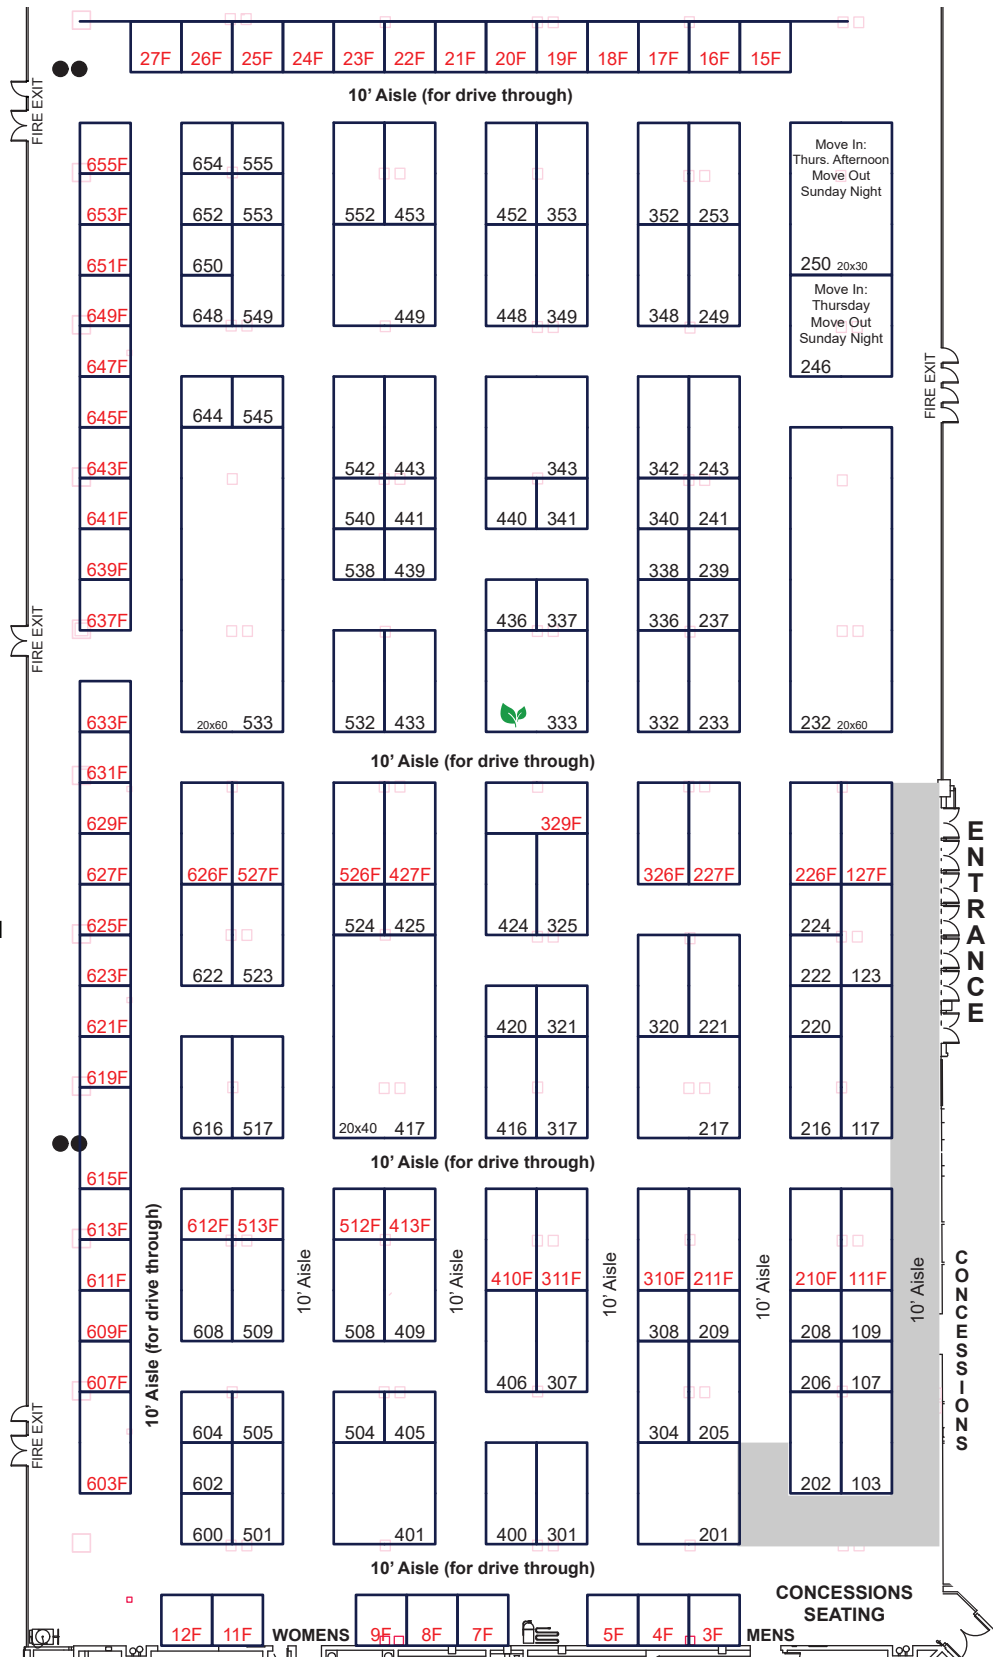 27F 26F 25F 24F 23F 22F 21F 20F 19F 18F 17F 16F 15F
10' Aisle (for drive through)
FIRE EXIT
655F 654 555
Move In:
Thurs. Afternoon
Move Out
Sunday Night
653F 652 553 552 453 452 353 352 253
651F 650 250 20x30
649F 648 549 449 448 349 348 249
Move In:
Thursday
Move Out
Sunday Night
647F 246
FIRE EXIT
645F 644 545
643F 542 443 343 342 243
641F 540 441 440 341 340 241
639F 538 439 338 239
637F 436 337 336 237
FIRE EXIT
633F 20x60 533 532 433 333 332 233 232 20x60
10' Aisle (for drive through)
631F
629F 329F
627F 626F 527F 526F 427F 326F 227F 226F 127F
ENTRANCE
625F 524 425 424 325 224
623F 622 523 222 123
621F 420 321 320 221 220
619F
616 517 20x40 417 416 317 217 216 117
10' Aisle (for drive through)
615F
613F 612F 513F 512F 413F
611F 410F 311F 310F 211F 210F 111F
10' Aisle (for drive through)
10' Aisle
10' Aisle
10' Aisle
10' Aisle
10' Aisle
CONCESSIONS
609F 608 509 508 409 308 209 208 109
607F 406 307 206 107
604 505 504 405 304 205
FIRE EXIT
603F 602 202 103
600 501 401 400 301 201
10' Aisle (for drive through)
CONCESSIONS
SEATING
12F 11F WOMENS 9F 8F 7F 5F 4F 3F MENS